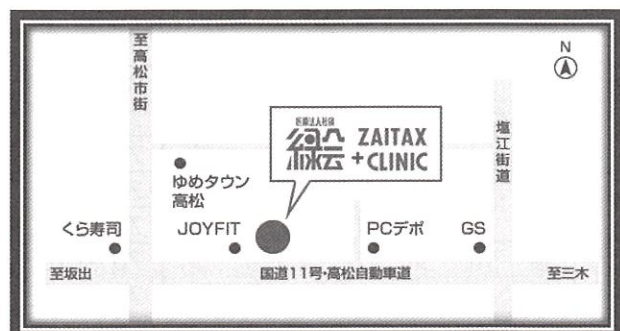 至高松市街
N
塩江街道
医療法人社団
緑会
ZAITAX
+CLINIC
ゆめタウン
高松
くら寿司
JOYFIT
PCデポ
GS
至坂出
国道11号・高松自動車道
至三木